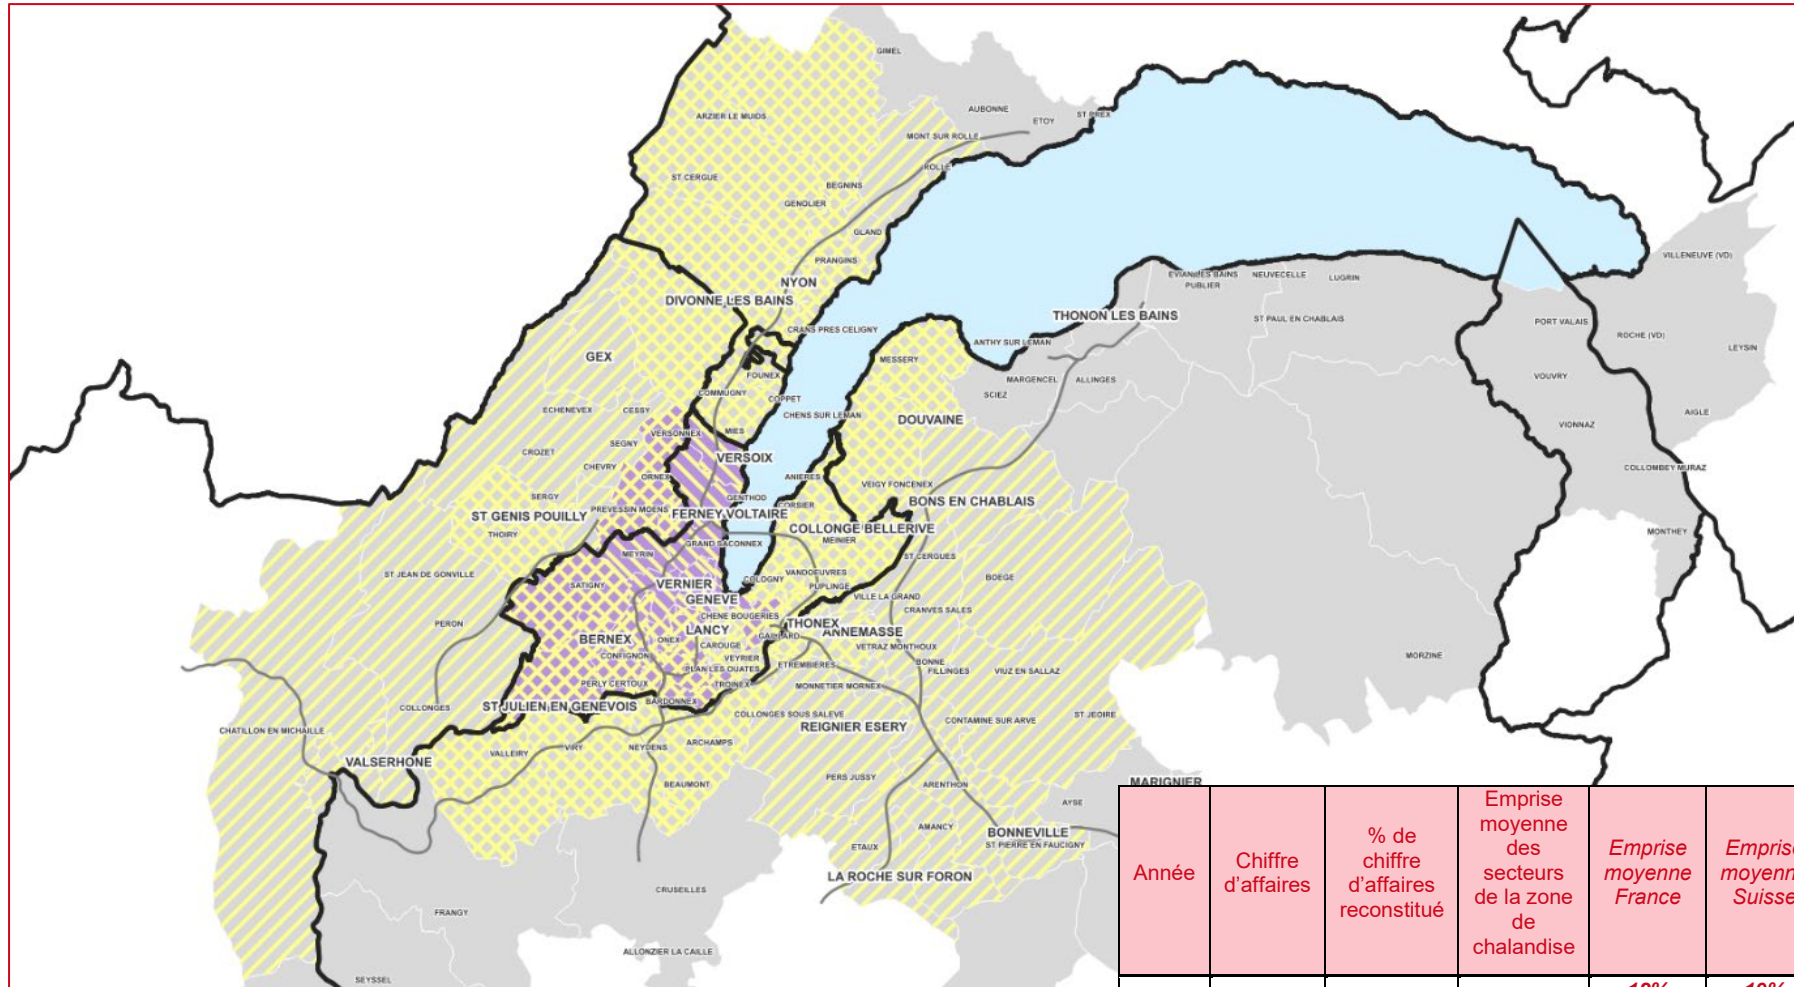 GIMEL
AUBONNE
ETOY
ST PREX
ARZIER LE MUIDS
MONT SUR ROLLE
ROLLE
ST CERGUE
BEGINS
GENOLIER
GLAND
PRANGINS
NYON
DIVONNE LES BAINS
CRANS PRES CELIGNY
VILLENEUVE (VD)
EVIAN LES BAINS
NEUVECELLE
LUGRIN
PUBLIER
THONON LES BAINS
ST PAUL EN CHABLAIS
PORT VALAIS
ROCHE (VD)
LEYSIN
ANTHY SUR LEMAN
GEX
MESSERY
FOUNEX
MARGENCEL
ALLINGES
VOUVRY
COMMUGNY
COPPET
SCIEZ
ECHENEVEX
CESSY
CHENS SUR LEMAN
DOUVAINE
AIGLE
VIONNAZ
VERSONNEX
MIES
SEGNY
CROZET
VERSOIX
CHEVRY
COLLOMBEY MURAZ
ORNEX
ANIERES
VEIGY FONCENEX
SERGY
GENTHOD
CORSIER
BONS EN CHABLAIS
ST GENIS POUILLY
PREVESSIN MOENS
FERNEY VOLTAIRE
COLLONGE BELLERIVE
THOIRY
MEINIER
MONTHEY
GRAND SACONNEX
MEYRIN
ST CERGUES
ST JEAN DE GONVILLE
SATIGNY
VERNIER
COLOGNY
VANDOEUVRES
PUPLINGE
BOEGE
GENEVE
VILLE LA GRAND
CRANVES SALES
CHENE BOUGERIES
PERON
THONEX
LANCY
ANNEMASSE
BERNEX
ONEX
GAILLARD
CAROUGE
VETRAZ MONTHOUX
CONFIGNON
VEYRIER
MORZINE
PLAN LES OUATES
ETREMBIERES
BONNE
FILLINGES
VIUZ EN SALLAZ
PERLY CERTOUX
TROINEX
MONNETIER MORNEX
BARDONNEX
COLLONGES
ST JULIEN EN GENEVOIS
COLLONGES SOUS SALEVE
CONTAMINE SUR ARVE
ST JEOIRE
CHATILLON EN MICHAILLE
REIGNIER ESERY
ARCHAMPS
VALLEIRY
VIRY
NEYDENS
VALSERHONE
BEAUMONT
PERS JUSSY
ARENTHON
MARIGNIER
AYSE
AMANCY
BONNEVILLE
ETAUX
ST PIERRE EN FAUCIGNY
LA ROCHE SUR FORON
CRUSEILLES
FRANGY
ALLONZIER LA CAILLE
SEYSSEL
Année
Chiffre
d'affaires
% de
chiffre
d'affaires
reconstitué
Emprise
moyenne
des
secteurs
de la zone
de
chalandise
Emprise
moyenne
France
Emprise
moyenne
Suisse